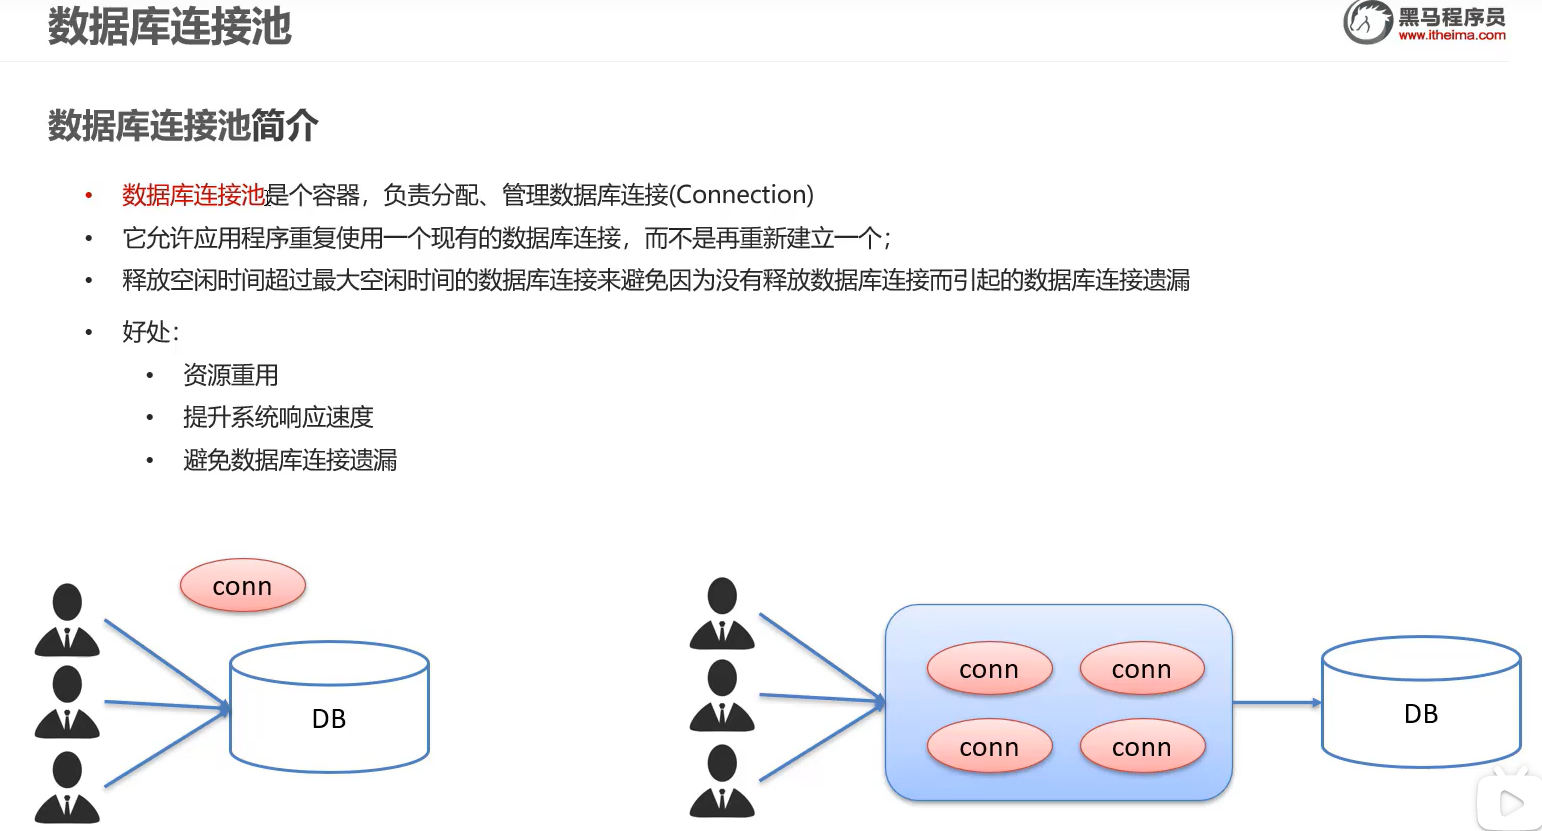 数据库连接池
黑马程序员
www.itheima.com
数据库连接池简介
• 数据库连接池是个容器，负责分配、管理数据库连接(Connection)
• 它允许应用程序重复使用一个现有的数据库连接，而不是再重新建立一个；
• 释放空闲时间超过最大空闲时间的数据库连接来避免因为没有释放数据库连接而引起的数据库连接遗漏
• 好处：
• 资源重用
• 提升系统响应速度
• 避免数据库连接遗漏
conn
DB
conn conn
conn conn
DB